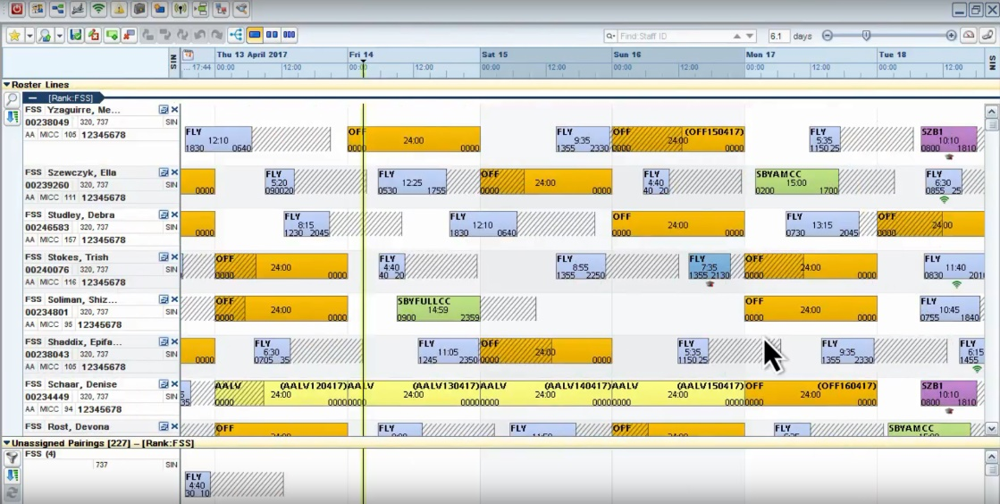 Find: Staff ID 6.1 days
SIN Thu 13 April 2017 Fri 14 Sat 15 Sun 16 Mon 17 Tue 18 SIN
... 17:44 00:00 12:00 00:00 12:00 00:00 12:00 00:00 12:00 00:00 12:00 00:00 12:00
Roster Lines
[Rank:FSS]
FSS Yzaguirre, Me...
00238049 320, 737 SIN
AA MICC 105 12345678
FLY OFF FLY OFF (OFF150417) FLY SZB1
12:10 24:00 9:35 24:00 5:35 10:10
1830 0640 0000 0000 1355 2330 0000 0000 1150 25 0800 1810
FSS Szewczyk, Ella
00239260 320, 737 SIN
AA MICC 111 12345678
FLY FLY OFF FLY SBYAMCC FLY
5:20 12:25 24:00 4:40 15:00 6:30
0000 090020 0530 1755 0000 0000 40 20 0200 1700 0855 25
FSS Studley, Debra
00246583 320, 737 SIN
AA MICC 157 12345678
FLY FLY OFF FLY OFF
8:15 12:10 24:00 13:15 24:00
0000 1230 2045 1830 0640 0000 0000 0730 2045 0000
FSS Stokes, Trish
00240076 320, 737 SIN
AA MICC 116 12345678
OFF FLY FLY FLY OFF FLY
24:00 4:40 8:55 7:35 24:00 11:40
0000 0000 40 20 1355 2250 1355 2130 0000 0000 0830 2010
FSS Soliman, Shiz...
00234801 320, 737 SIN
AA MICC 95 12345678
OFF SBYFULLCC OFF FLY
24:00 14:59 24:00 10:45
0000 0000 0900 2359 0000 0000 0755 1840
FSS Shaddix, Epifa...
00238043 320, 737 SIN
AA MICC 105 12345678
FLY FLY OFF FLY FLY FLY
6:30 11:05 24:00 5:35 9:35 6:15
0000 0705 35 1245 2350 0000 0000 1150 25 1355 2330 1455
FSS Schaar, Denise
00234449 320, 737 SIN
AA MICC 94 12345678
AALV (AALV120417) AALV (AALV130417) AALV (AALV140417) AALV (AALV150417) OFF (OFF160417) SZB1
5 24:00 24:00 24:00 24:00 24:00 10:10
35 0000 0000 0000 0000 0000 0000 0000 0000 0000 0000 0800 1810
FSS Rost, Devona
OFF FLY FLY OFF FLY SBYAMCC
Unassigned Pairings [227] – [Rank:FSS]
FSS (4)
737 SIN
FLY
4:40
30 10